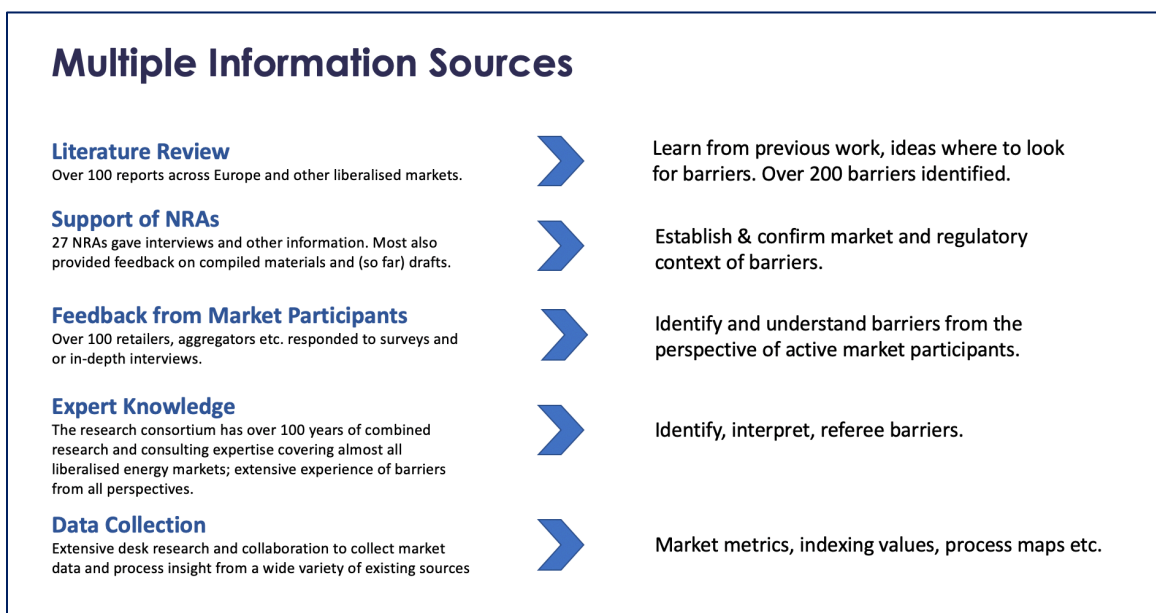 Multiple Information Sources
Literature Review
Over 100 reports across Europe and other liberalised markets.
Learn from previous work, ideas where to look
for barriers. Over 200 barriers identified.
Support of NRAs
27 NRAs gave interviews and other information. Most also
provided feedback on compiled materials and (so far) drafts.
Establish & confirm market and regulatory
context of barriers.
Feedback from Market Participants
Over 100 retailers, aggregators etc. responded to surveys and
or in-depth interviews.
Identify and understand barriers from the
perspective of active market participants.
Expert Knowledge
The research consortium has over 100 years of combined
research and consulting expertise covering almost all
liberalised energy markets; extensive experience of barriers
from all perspectives.
Identify, interpret, referee barriers.
Data Collection
Extensive desk research and collaboration to collect market
data and process insight from a wide variety of existing sources
Market metrics, indexing values, process maps etc.